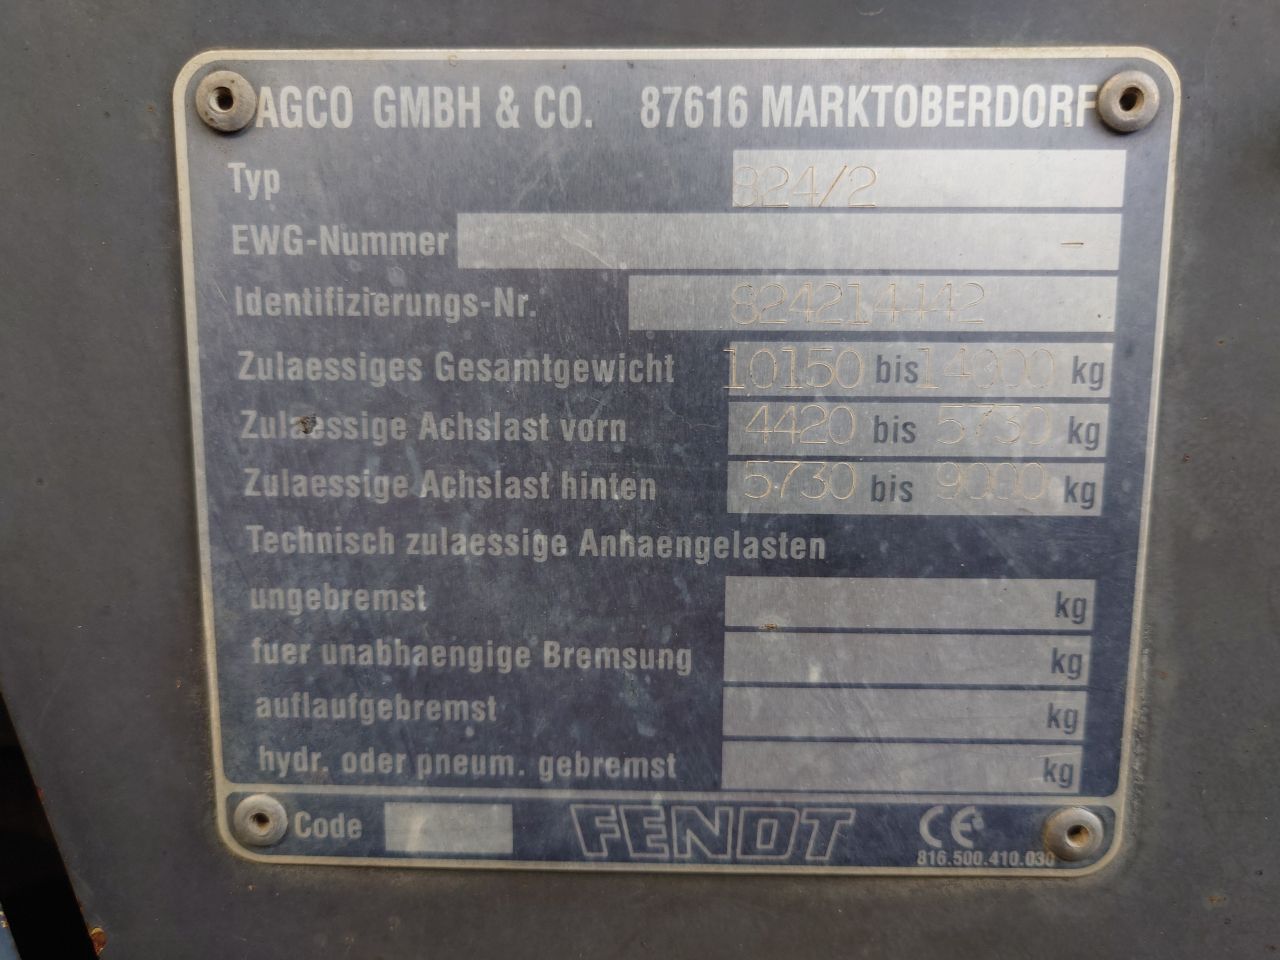 AGCO GMBH & CO. 87616 MARKTOBERDORF
Typ 824/2
EWG-Nummer -
Identifizierungs-Nr. 824214442
Zulaessiges Gesamtgewicht 10150 bis 14000 kg
Zulaessige Achslast vorn 4420 bis 5730 kg
Zulaessige Achslast hinten 5730 bis 9000 kg
Technisch zulaessige Anhaengelasten
ungebremst kg
fuer unabhaengige Bremsung kg
auflaufgebremst kg
hydr. oder pneum. gebremst kg
Code FENDT CE
816.500.410.030